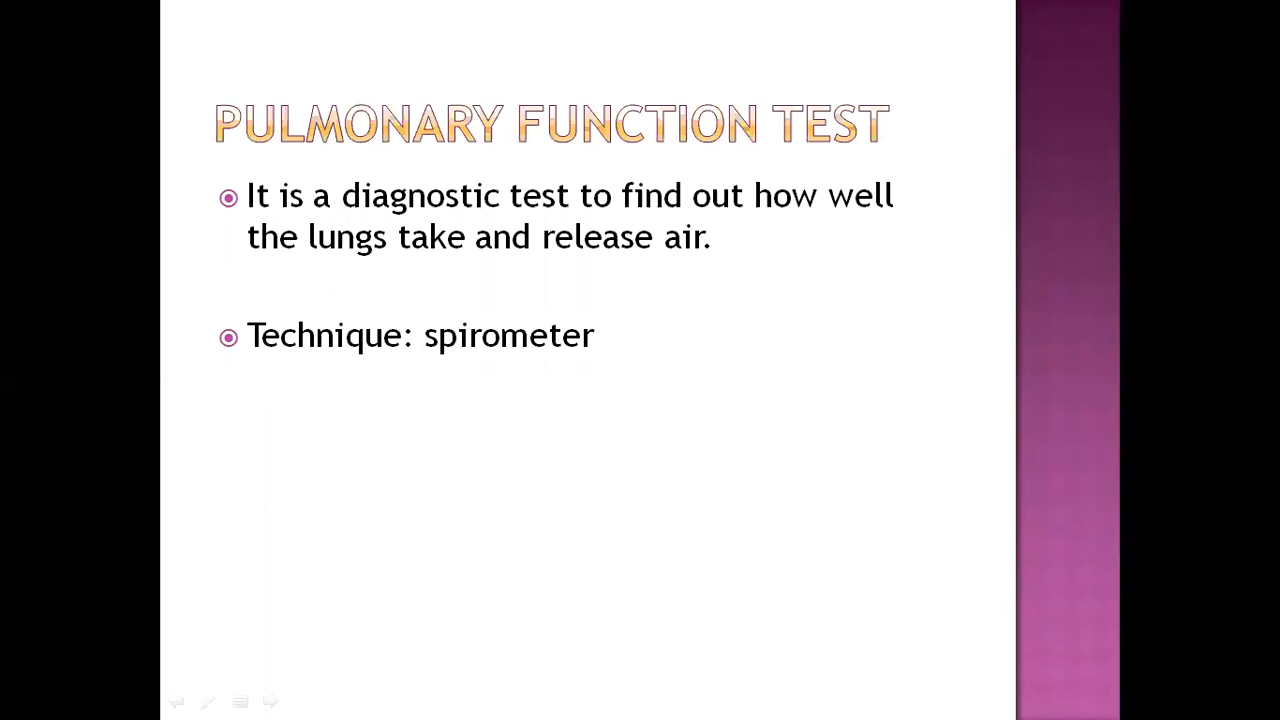 PULMONARY FUNCTION TEST
It is a diagnostic test to find out how well
the lungs take and release air.
Technique: spirometer